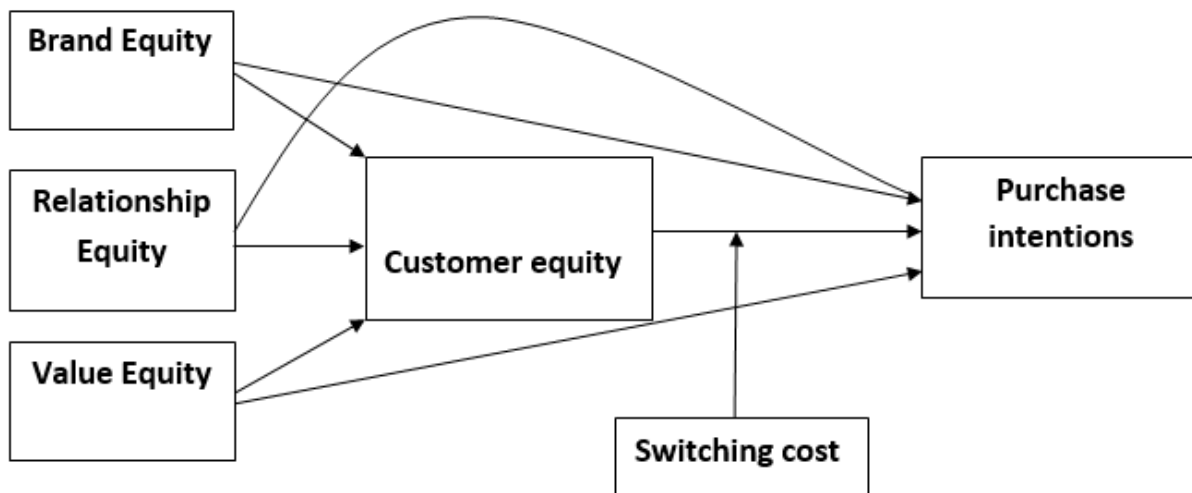 Brand Equity
Relationship
Equity
Value Equity
Customer equity
Purchase
intentions
Switching cost